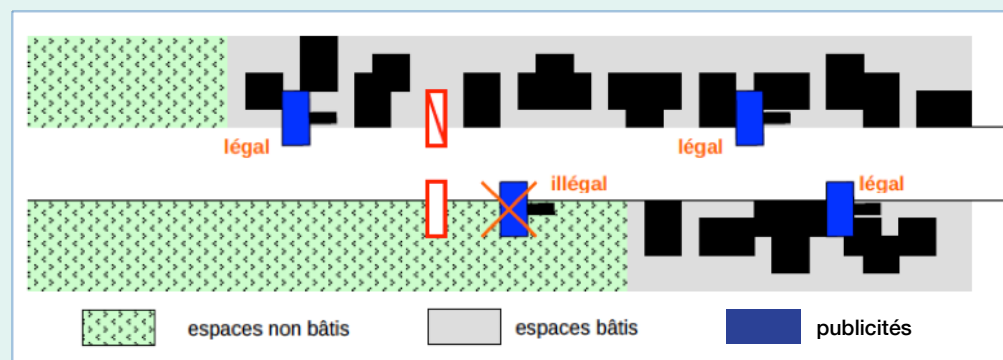 légal
légal
illégal
légal
espaces non bâtis
espaces bâtis
publicités